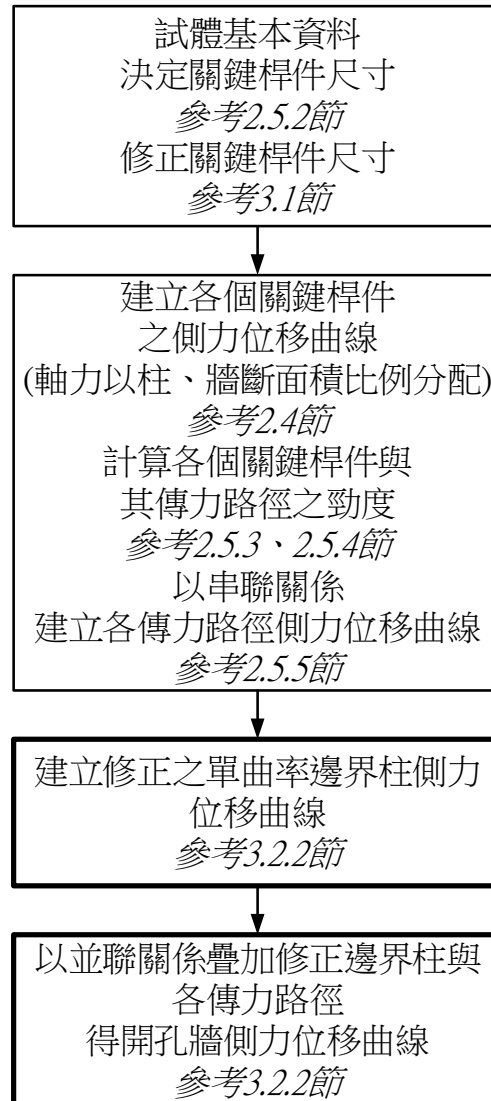 試體基本資料
決定關鍵桿件尺寸
參考2.5.2節
修正關鍵桿件尺寸
參考3.1節
建立各個關鍵桿件
之側力位移曲線
(軸力以柱、牆斷面積比例分配)
參考2.4節
計算各個關鍵桿件與
其傳力路徑之勁度
參考2.5.3、2.5.4節
以串聯關係
建立各傳力路徑側力位移曲線
參考2.5.5節
建立修正之單曲率邊界柱側力
位移曲線
參考3.2.2節
以並聯關係疊加修正邊界柱與
各傳力路徑
得開孔牆側力位移曲線
參考3.2.2節